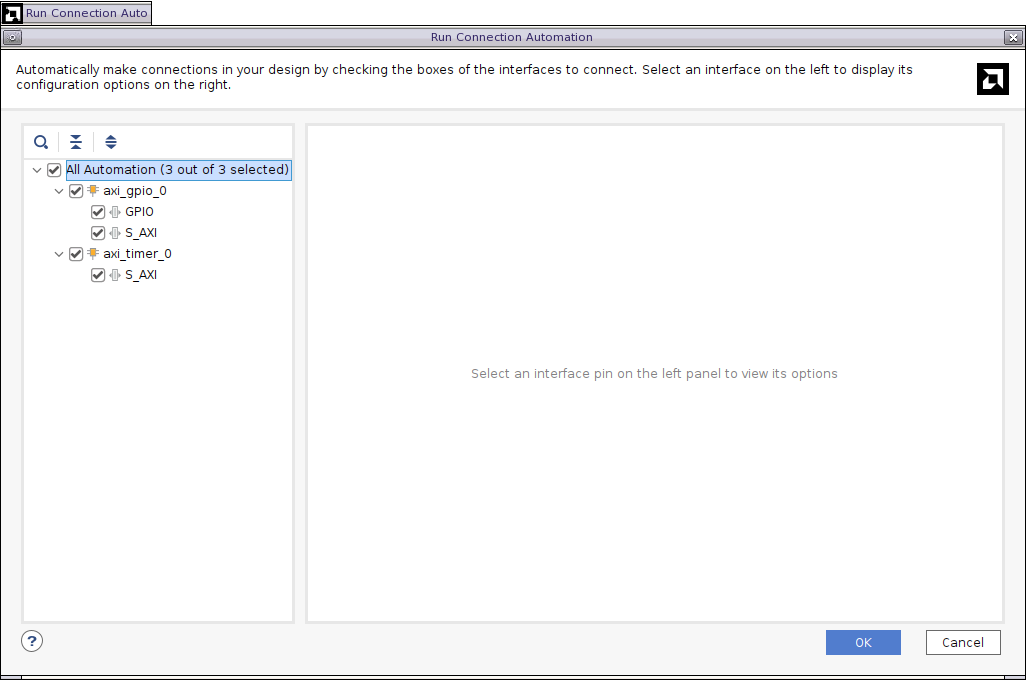 Run Connection Auto
Run Connection Automation
Automatically make connections in your design by checking the boxes of the interfaces to connect. Select an interface on the left to display its
configuration options on the right.
All Automation (3 out of 3 selected)
axi_gpio_0
GPIO
S_AXI
axi_timer_0
S_AXI
Select an interface pin on the left panel to view its options
?
OK
Cancel